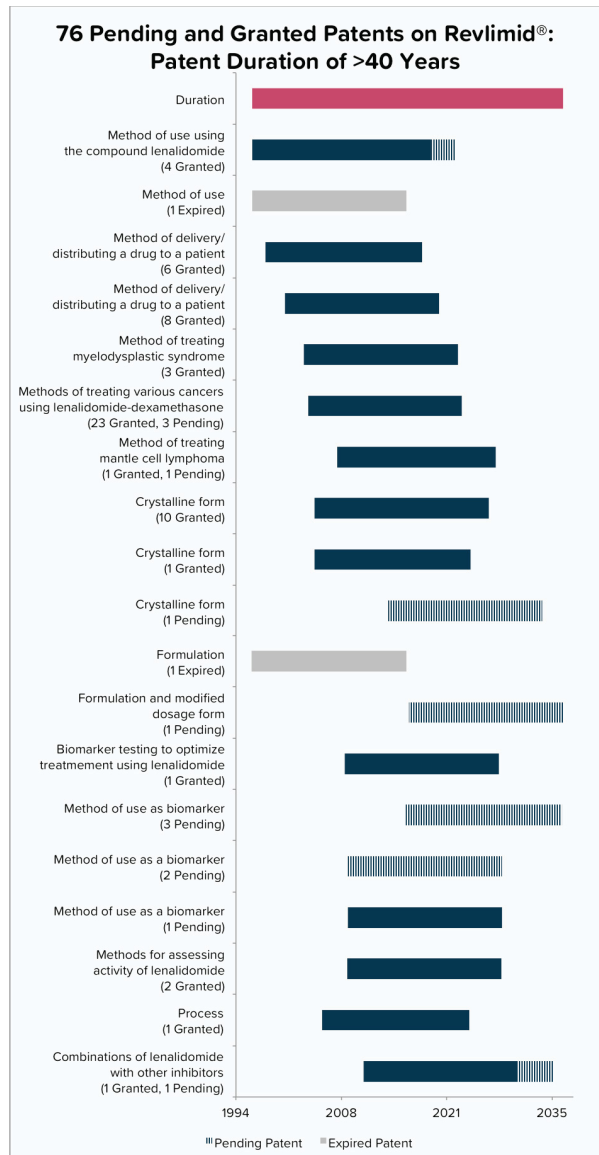 76 Pending and Granted Patents on Revlimid®:
Patent Duration of >40 Years
Duration
Method of use using
the compound lenalidomide
(4 Granted)
Method of use
(1 Expired)
Method of delivery/
distributing a drug to a patient
(6 Granted)
Method of delivery/
distributing a drug to a patient
(8 Granted)
Method of treating
myelodysplastic syndrome
(3 Granted)
Methods of treating various cancers
using lenalidomide-dexamethasone
(23 Granted, 3 Pending)
Method of treating
mantle cell lymphoma
(1 Granted, 1 Pending)
Crystalline form
(10 Granted)
Crystalline form
(1 Granted)
Crystalline form
(1 Pending)
Formulation
(1 Expired)
Formulation and modified
dosage form
(1 Pending)
Biomarker testing to optimize
treatmement using lenalidomide
(1 Granted)
Method of use as biomarker
(3 Pending)
Method of use as a biomarker
(2 Pending)
Method of use as a biomarker
(1 Pending)
Methods for assessing
activity of lenalidomide
(2 Granted)
Process
(1 Granted)
Combinations of lenalidomide
with other inhibitors
(1 Granted, 1 Pending)
1994 2008 2021 2035
Pending Patent Expired Patent